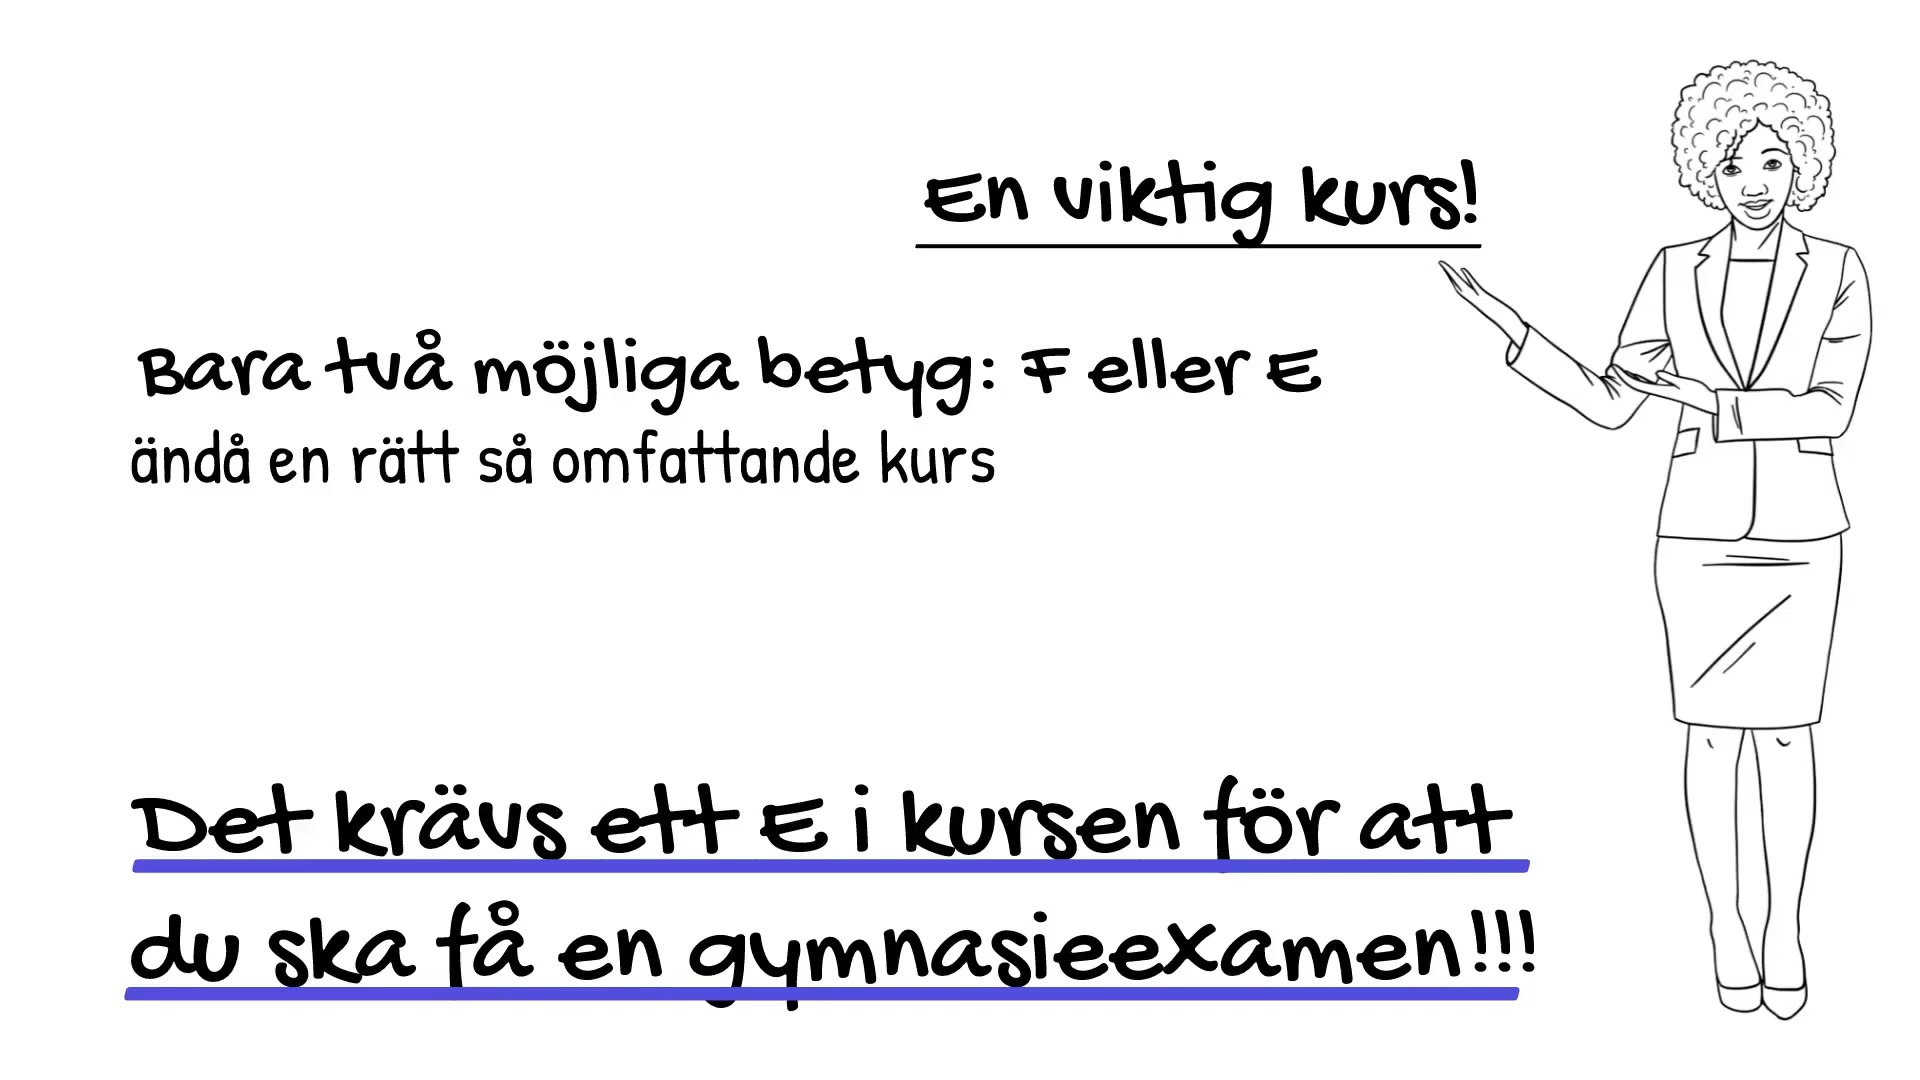 En viktig kurs!
Bara två möjliga betyg: F eller E
ändå en rätt så omfattande kurs
Det krävs ett E i kursen för att
du ska få en gymnasieexamen!!!